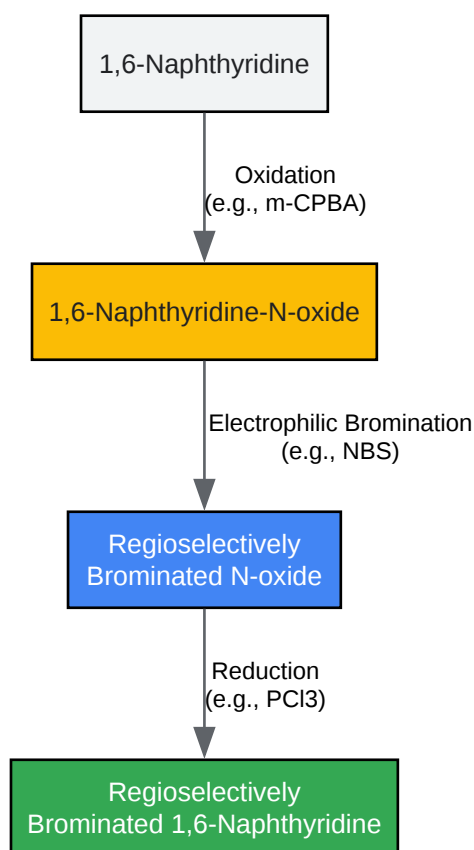 1,6-Naphthyridine
Oxidation
(e.g., m-CPBA)
1,6-Naphthyridine-N-oxide
Electrophilic Bromination
(e.g., NBS)
Regioselectively
Brominated N-oxide
Reduction
(e.g., PCl3)
Regioselectively
Brominated 1,6-Naphthyridine